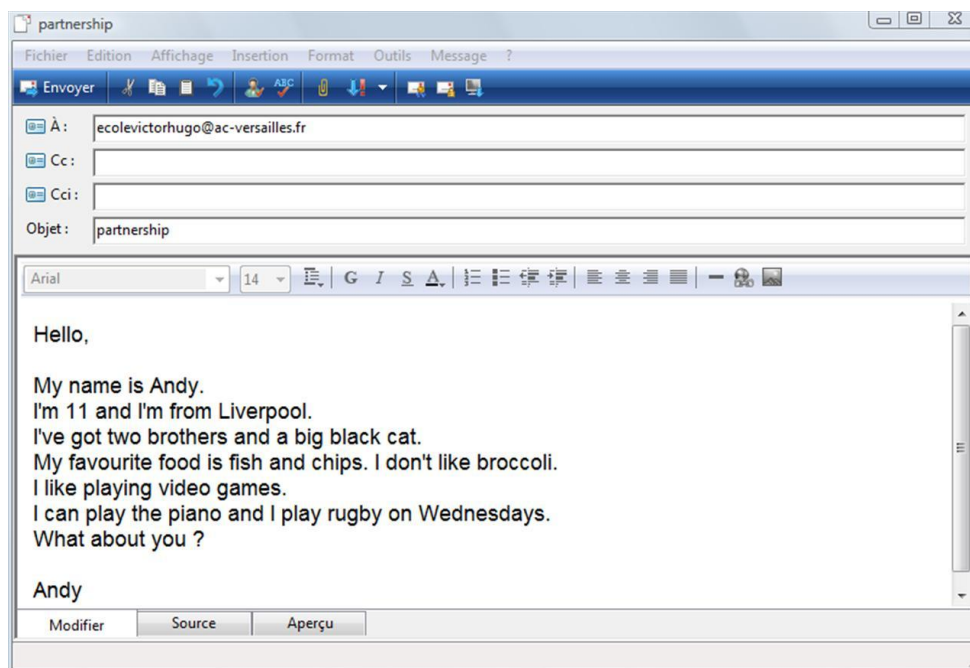 partnership
Fichier Edition Affichage Insertion Format Outils Message ?
Envoyer ABC
À : ecolevictorhugo@ac-versailles.fr
Cc :
Cci :
Objet : partnership
Arial 14 G I S A
Hello,
My name is Andy.
I'm 11 and I'm from Liverpool.
I've got two brothers and a big black cat.
My favourite food is fish and chips. I don't like broccoli.
I like playing video games.
I can play the piano and I play rugby on Wednesdays.
What about you ?
Andy
Modifier Source Aperçu